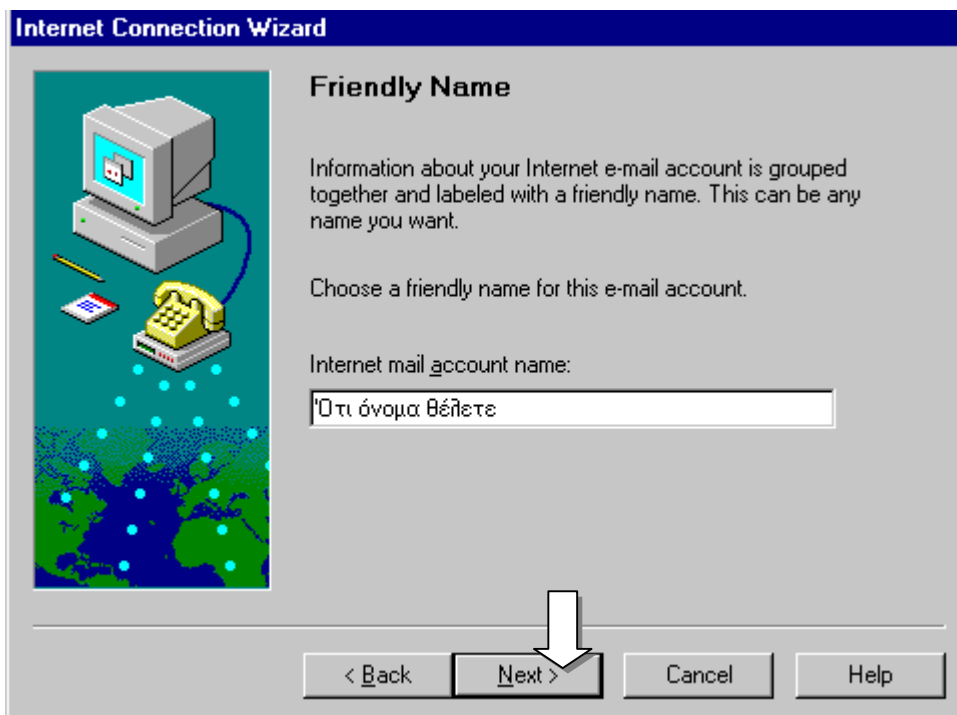 Internet Connection Wizard
Friendly Name
Information about your Internet e-mail account is grouped
together and labeled with a friendly name. This can be any
name you want.
Choose a friendly name for this e-mail account.
Internet mail account name:
Ότι όνομα θέλετε
< Back Next > Cancel Help